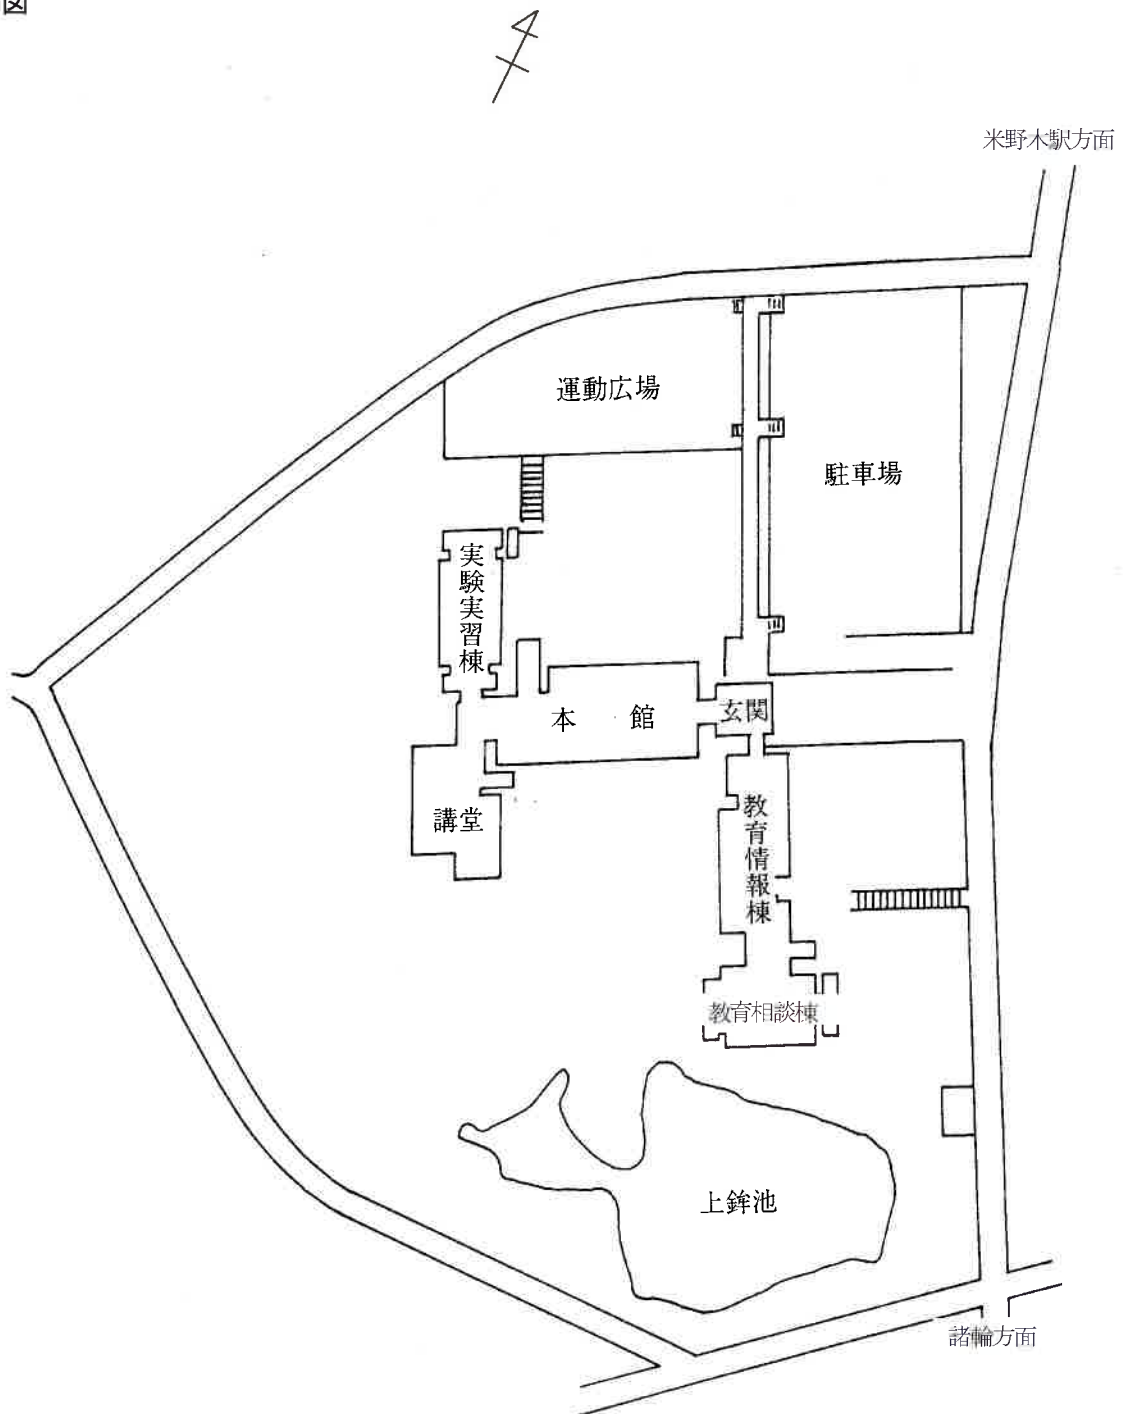 図
米野木駅方面
運動広場
駐車場
実験実習棟
本館
玄関
講堂
教育情報棟
教育相談棟
上鉾池
諸輪方面